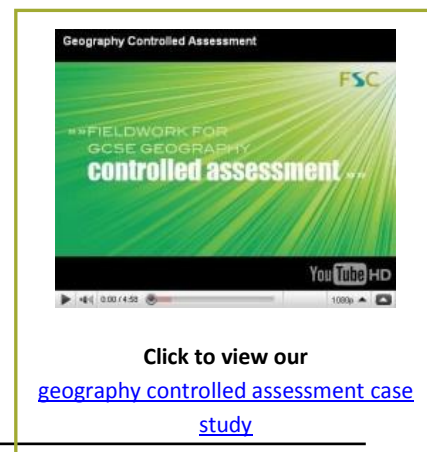 Geography Controlled Assessment
FSC
»»FIELDWORK FOR
GCSE GEOGRAPHY
controlled assessment »»
YouTube HD
0:00 / 4:58
1080p
Click to view our
geography controlled assessment case
study